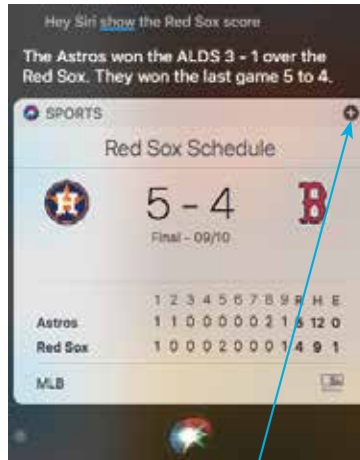 Hey Siri show the Red Sox score
The Astros won the ALDS 3 - 1 over the
Red Sox. They won the last game 5 to 4.
SPORTS
Red Sox Schedule
H
5 - 4
B
Final - 09/10
1 2 3 4 5 6 7 8 9 R H E
Astros 1 1 0 0 0 0 0 2 1 5 12 0
Red Sox 1 0 0 0 2 0 0 0 1 4 9 1
MLB